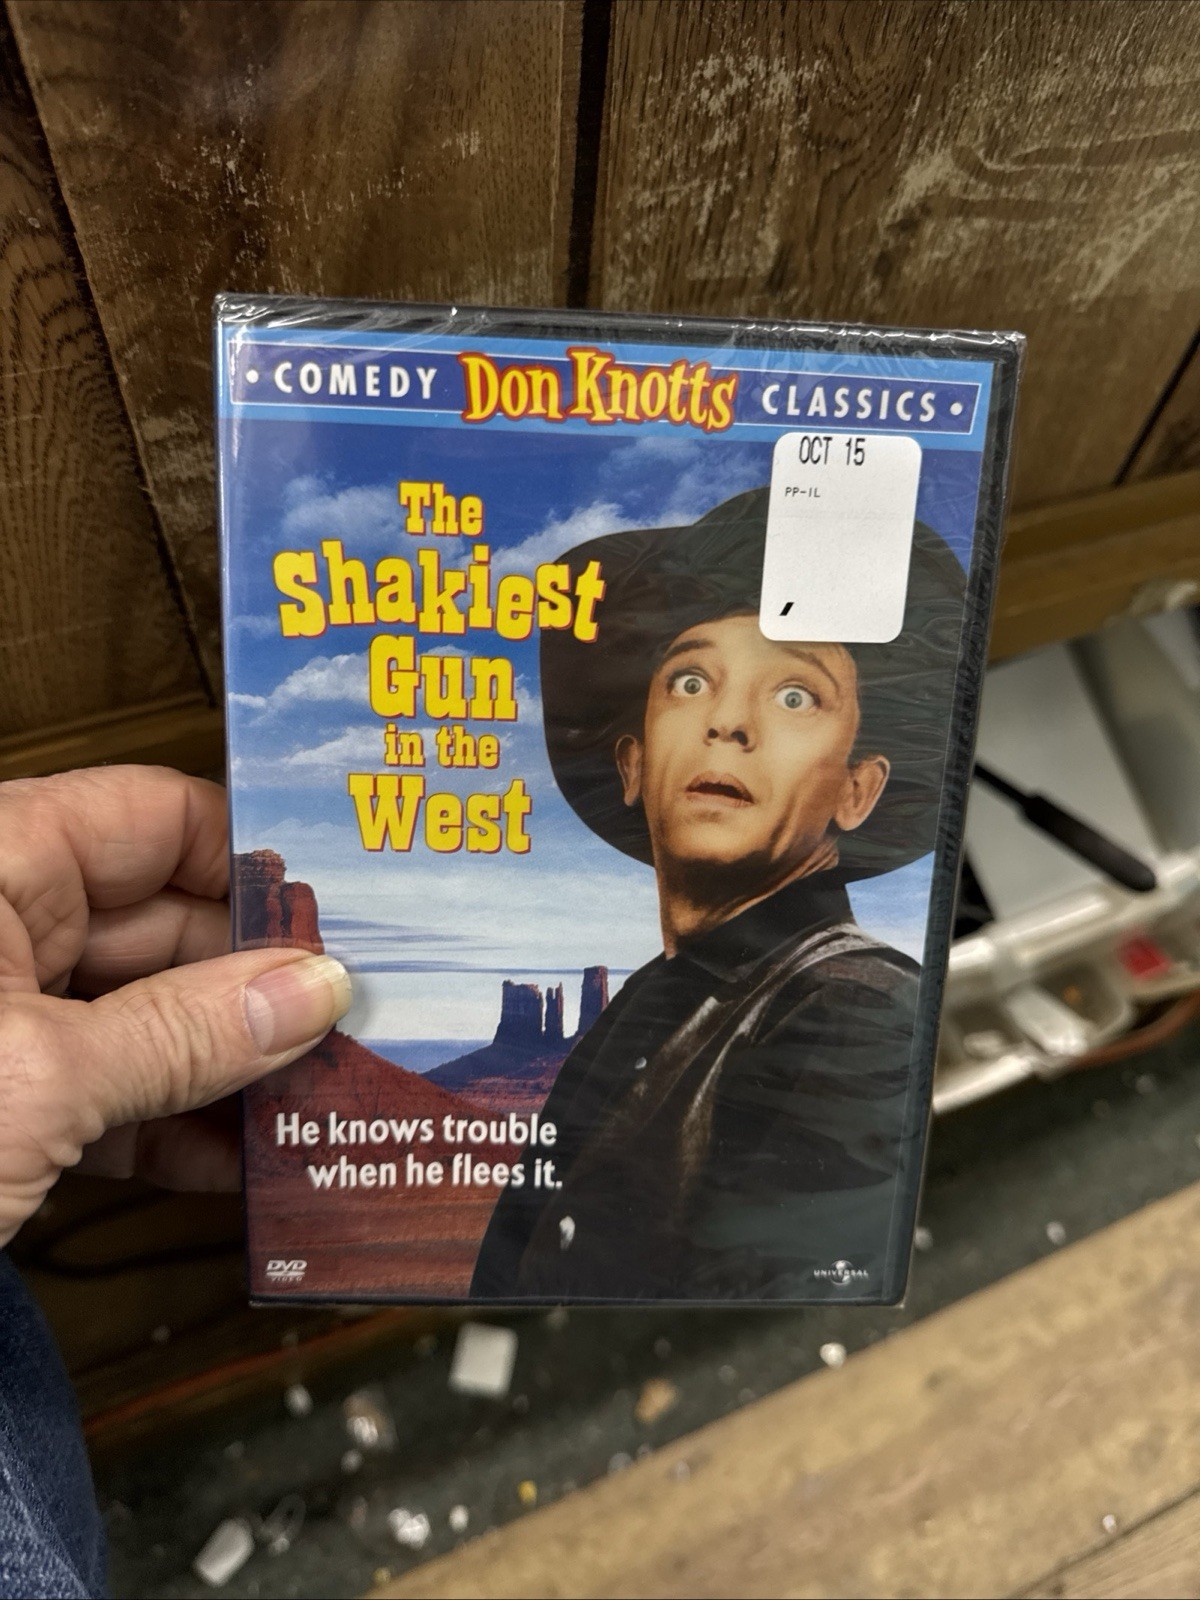 • COMEDY Don Knotts CLASSICS •
OCT 15
PP-IL
The
Shakiest
Gun
in the
West
He knows trouble
when he flees it.
DVD
VIDEO
UNIVERSAL